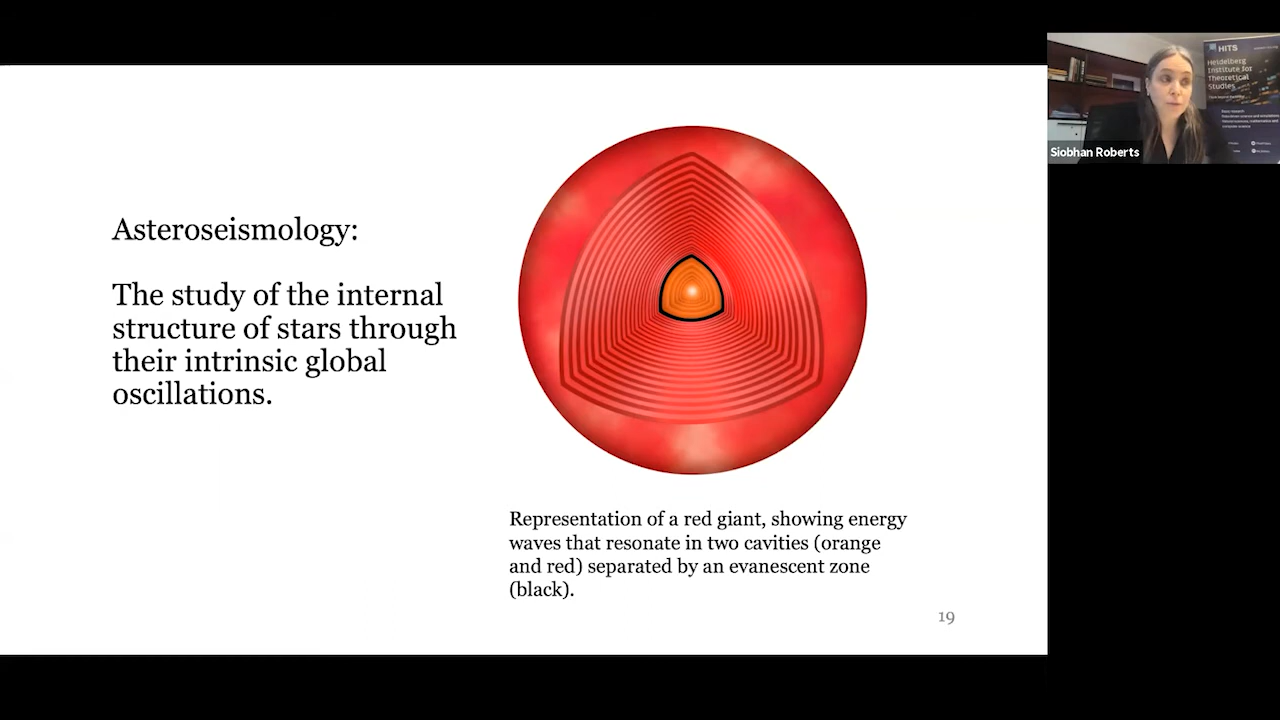 Asteroseismology:
The study of the internal
structure of stars through
their intrinsic global
oscillations.
Representation of a red giant, showing energy
waves that resonate in two cavities (orange
and red) separated by an evanescent zone
(black).
19
HITS
Heidelberg
Institute for
Theoretical
Studies
Siobhan Roberts